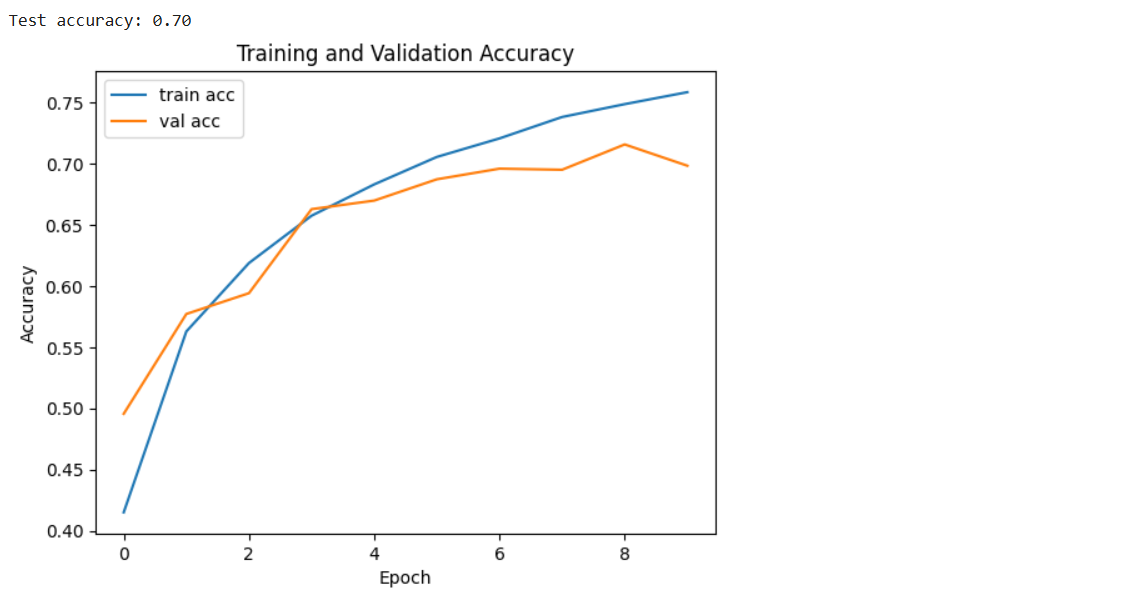 Test accuracy: 0.70
Training and Validation Accuracy
train acc
val acc
0.75
0.70
0.65
0.60
0.55
0.50
0.45
0.40
Accuracy
0 2 4 6 8
Epoch